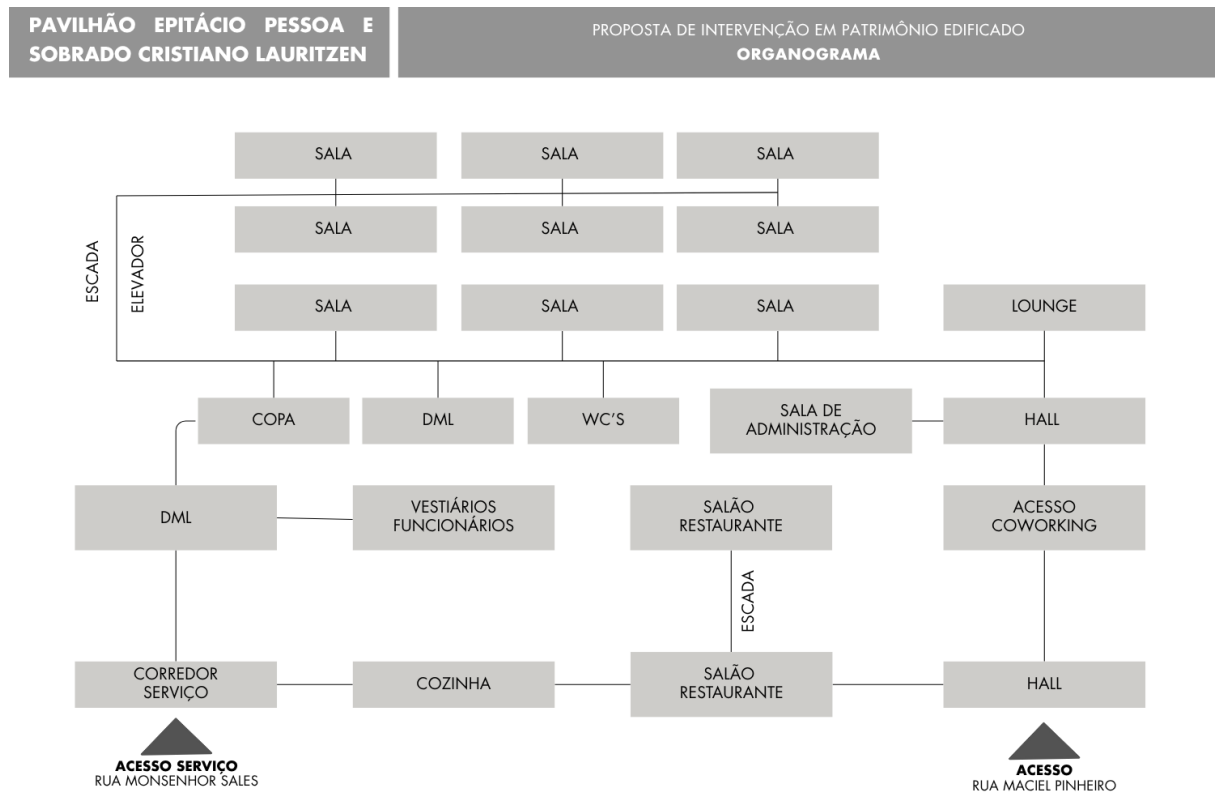 PAVILHÃO EPITÁCIO PESSOA E
SOBRADO CRISTIANO LAURITZEN
PROPOSTA DE INTERVENÇÃO EM PATRIMÔNIO EDIFICADO
ORGANOGRAMA
SALA
SALA
SALA
ESCADA
ELEVADOR
SALA
SALA
SALA
SALA
SALA
SALA
LOUNGE
COPA
DML
WC'S
SALA DE
ADMINISTRAÇÃO
HALL
DML
VESTIÁRIOS
FUNCIONÁRIOS
SALÃO
RESTAURANTE
ACESSO
COWORKING
ESCADA
CORREDOR
SERVIÇO
COZINHA
SALÃO
RESTAURANTE
HALL
ACESSO SERVIÇO
RUA MONSENHOR SALES
ACESSO
RUA MACIEL PINHEIRO